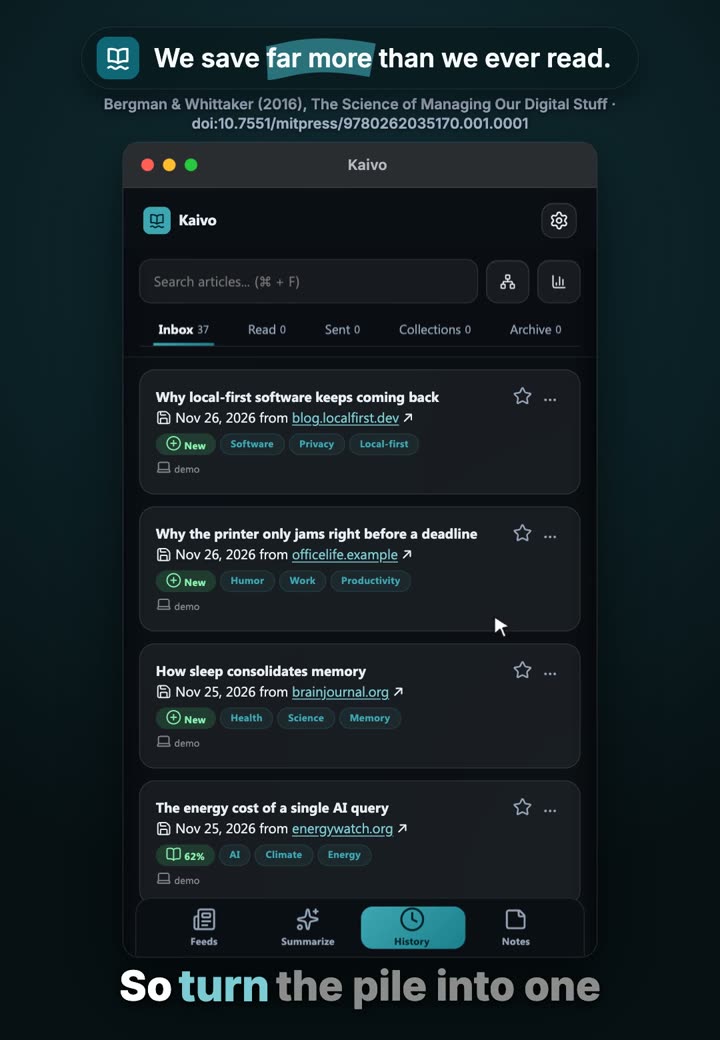 We save far more than we ever read.
Bergman & Whittaker (2016), The Science of Managing Our Digital Stuff ·
doi:10.7551/mitpress/9780262035170.001.0001
Kaivo
Kaivo
Search articles... (⌘ + F)
Inbox 37 Read 0 Sent 0 Collections 0 Archive 0
Why local-first software keeps coming back
Nov 26, 2026 from blog.localfirst.dev ↗
New Software Privacy Local-first
demo
Why the printer only jams right before a deadline
Nov 26, 2026 from officelife.example ↗
New Humor Work Productivity
demo
How sleep consolidates memory
Nov 25, 2026 from brainjournal.org ↗
New Health Science Memory
demo
The energy cost of a single AI query
Nov 25, 2026 from energywatch.org ↗
62% AI Climate Energy
demo
Feeds Summarize History Notes
So turn the pile into one